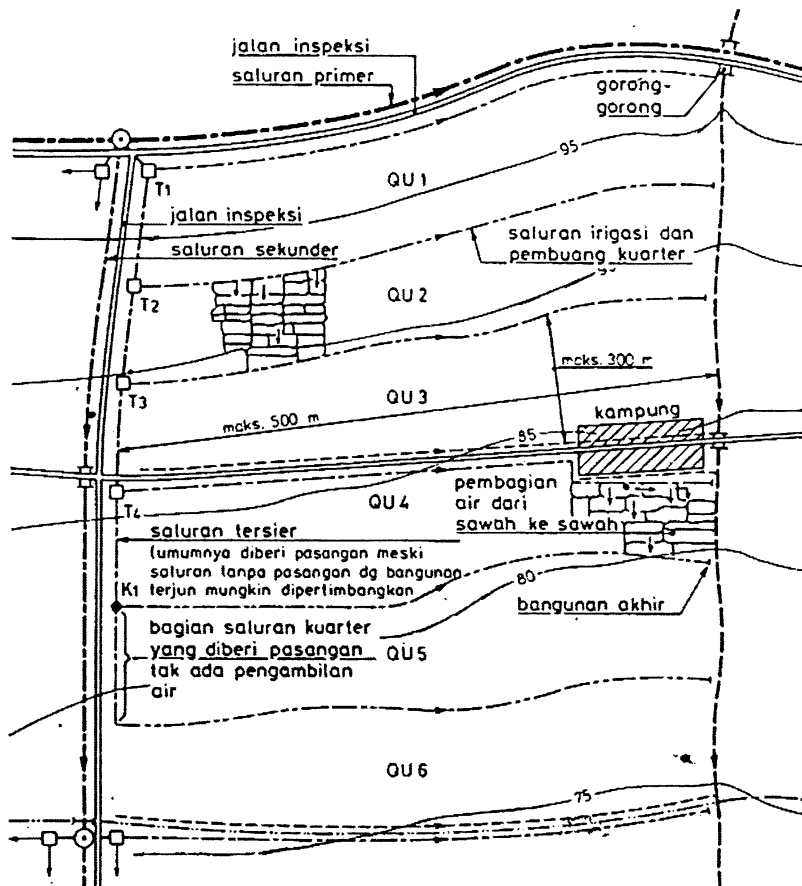 jalan inspeksi
saluran primer
gorong-
gorong
95
T1
QU 1
jalan inspeksi
saluran sekunder
saluran irigasi dan
pembuang kuarter
T2
QU 2
maks. 300 m
T3
QU 3
kampung
maks. 500 m
85
T4
QU 4
pembagian
air dari
sawah ke sawah
saluran tersier
(umumnya diberi pasangan meski
saluran tanpa pasangan dg bangunan
K1 terjun mungkin dipertimbangkan
80
bangunan akhir
bagian saluran kuarter
yang diberi pasangan
tak ada pengambilan
air
QU 5
QU 6
75